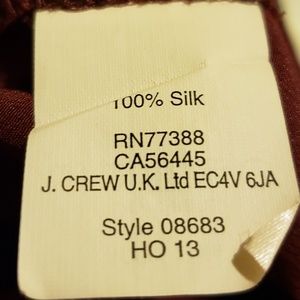 100% Silk
RN77388
CA56445
J. CREW U.K. Ltd EC4V 6JA
Style 08683
HO 13